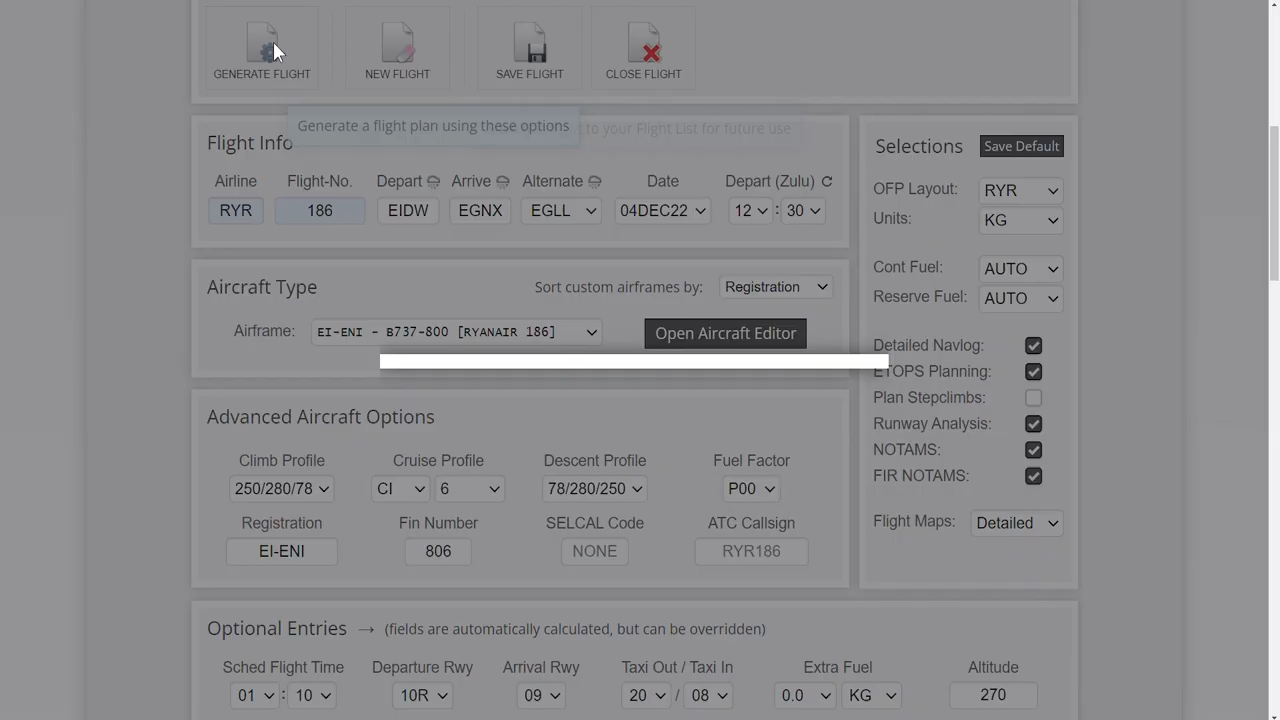 GENERATE FLIGHT NEW FLIGHT SAVE FLIGHT CLOSE FLIGHT
Generate a flight plan using these options
t to your Flight List for future use
Flight Info
Airline Flight-No. Depart Arrive Alternate Date Depart (Zulu)
RYR 186 EIDW EGNX EGLL 04DEC22 12 : 30
Aircraft Type Sort custom airframes by: Registration
Airframe: EI-ENI - B737-800 [RYANAIR 186] Open Aircraft Editor
Advanced Aircraft Options
Climb Profile Cruise Profile Descent Profile Fuel Factor
250/280/78 CI 6 78/280/250 P00
Registration Fin Number SELCAL Code ATC Callsign
EI-ENI 806 NONE RYR186
Selections Save Default
OFP Layout: RYR
Units: KG
Cont Fuel: AUTO
Reserve Fuel: AUTO
Detailed Navlog:
ETOPS Planning:
Plan Stepclimbs:
Runway Analysis:
NOTAMS:
FIR NOTAMS:
Flight Maps: Detailed
Optional Entries → (fields are automatically calculated, but can be overridden)
Sched Flight Time Departure Rwy Arrival Rwy Taxi Out / Taxi In Extra Fuel Altitude
01 : 10 10R 09 20 / 08 0.0 KG 270